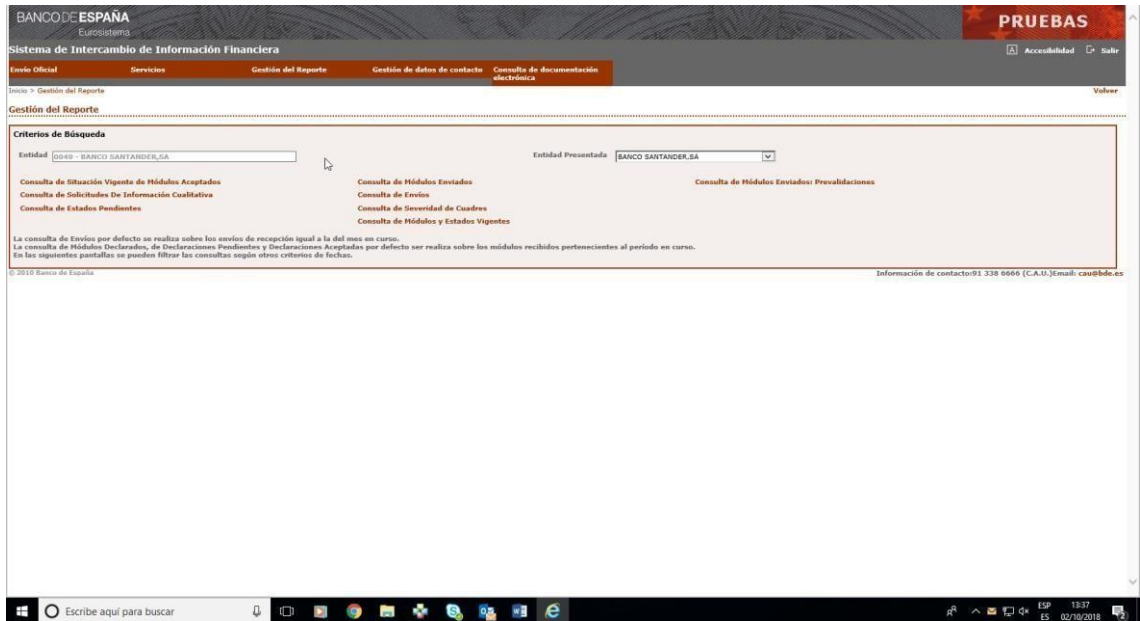 BANCODEESPAÑA
Eurosistema
PRUEBAS
Sistema de Intercambio de Información Financiera
A Accesibilidad Salir
Envío Oficial Servicios Gestión del Reporte Gestión de datos de contacto Consulta de documentación
electrónica
Inicio > Gestión del Reporte Volver
Gestión del Reporte
Criterios de Búsqueda
Entidad 0049 - BANCO SANTANDER,SA Entidad Presentada BANCO SANTANDER,SA
Consulta de Situación Vigente de Módulos Aceptados Consulta de Módulos Enviados Consulta de Módulos Enviados: Prevalidaciones
Consulta de Solicitudes De Información Cualitativa Consulta de Envíos
Consulta de Estados Pendientes Consulta de Severidad de Cuadres
Consulta de Módulos y Estados Vigentes
La consulta de Envíos por defecto se realiza sobre los envíos de recepción igual a la del mes en curso.
La consulta de Módulos Declarados, de Declaraciones Pendientes y Declaraciones Aceptadas por defecto ser realiza sobre los módulos recibidos pertenecientes al período en curso.
En las siguientes pantallas se pueden filtrar las consultas según otros criterios de fechas.
© 2010 Banco de España Información de contacto:91 338 6666 (C.A.U.)Email: cau@bde.es
Escribe aquí para buscar
ESP 13:37
ES 02/10/2018 2